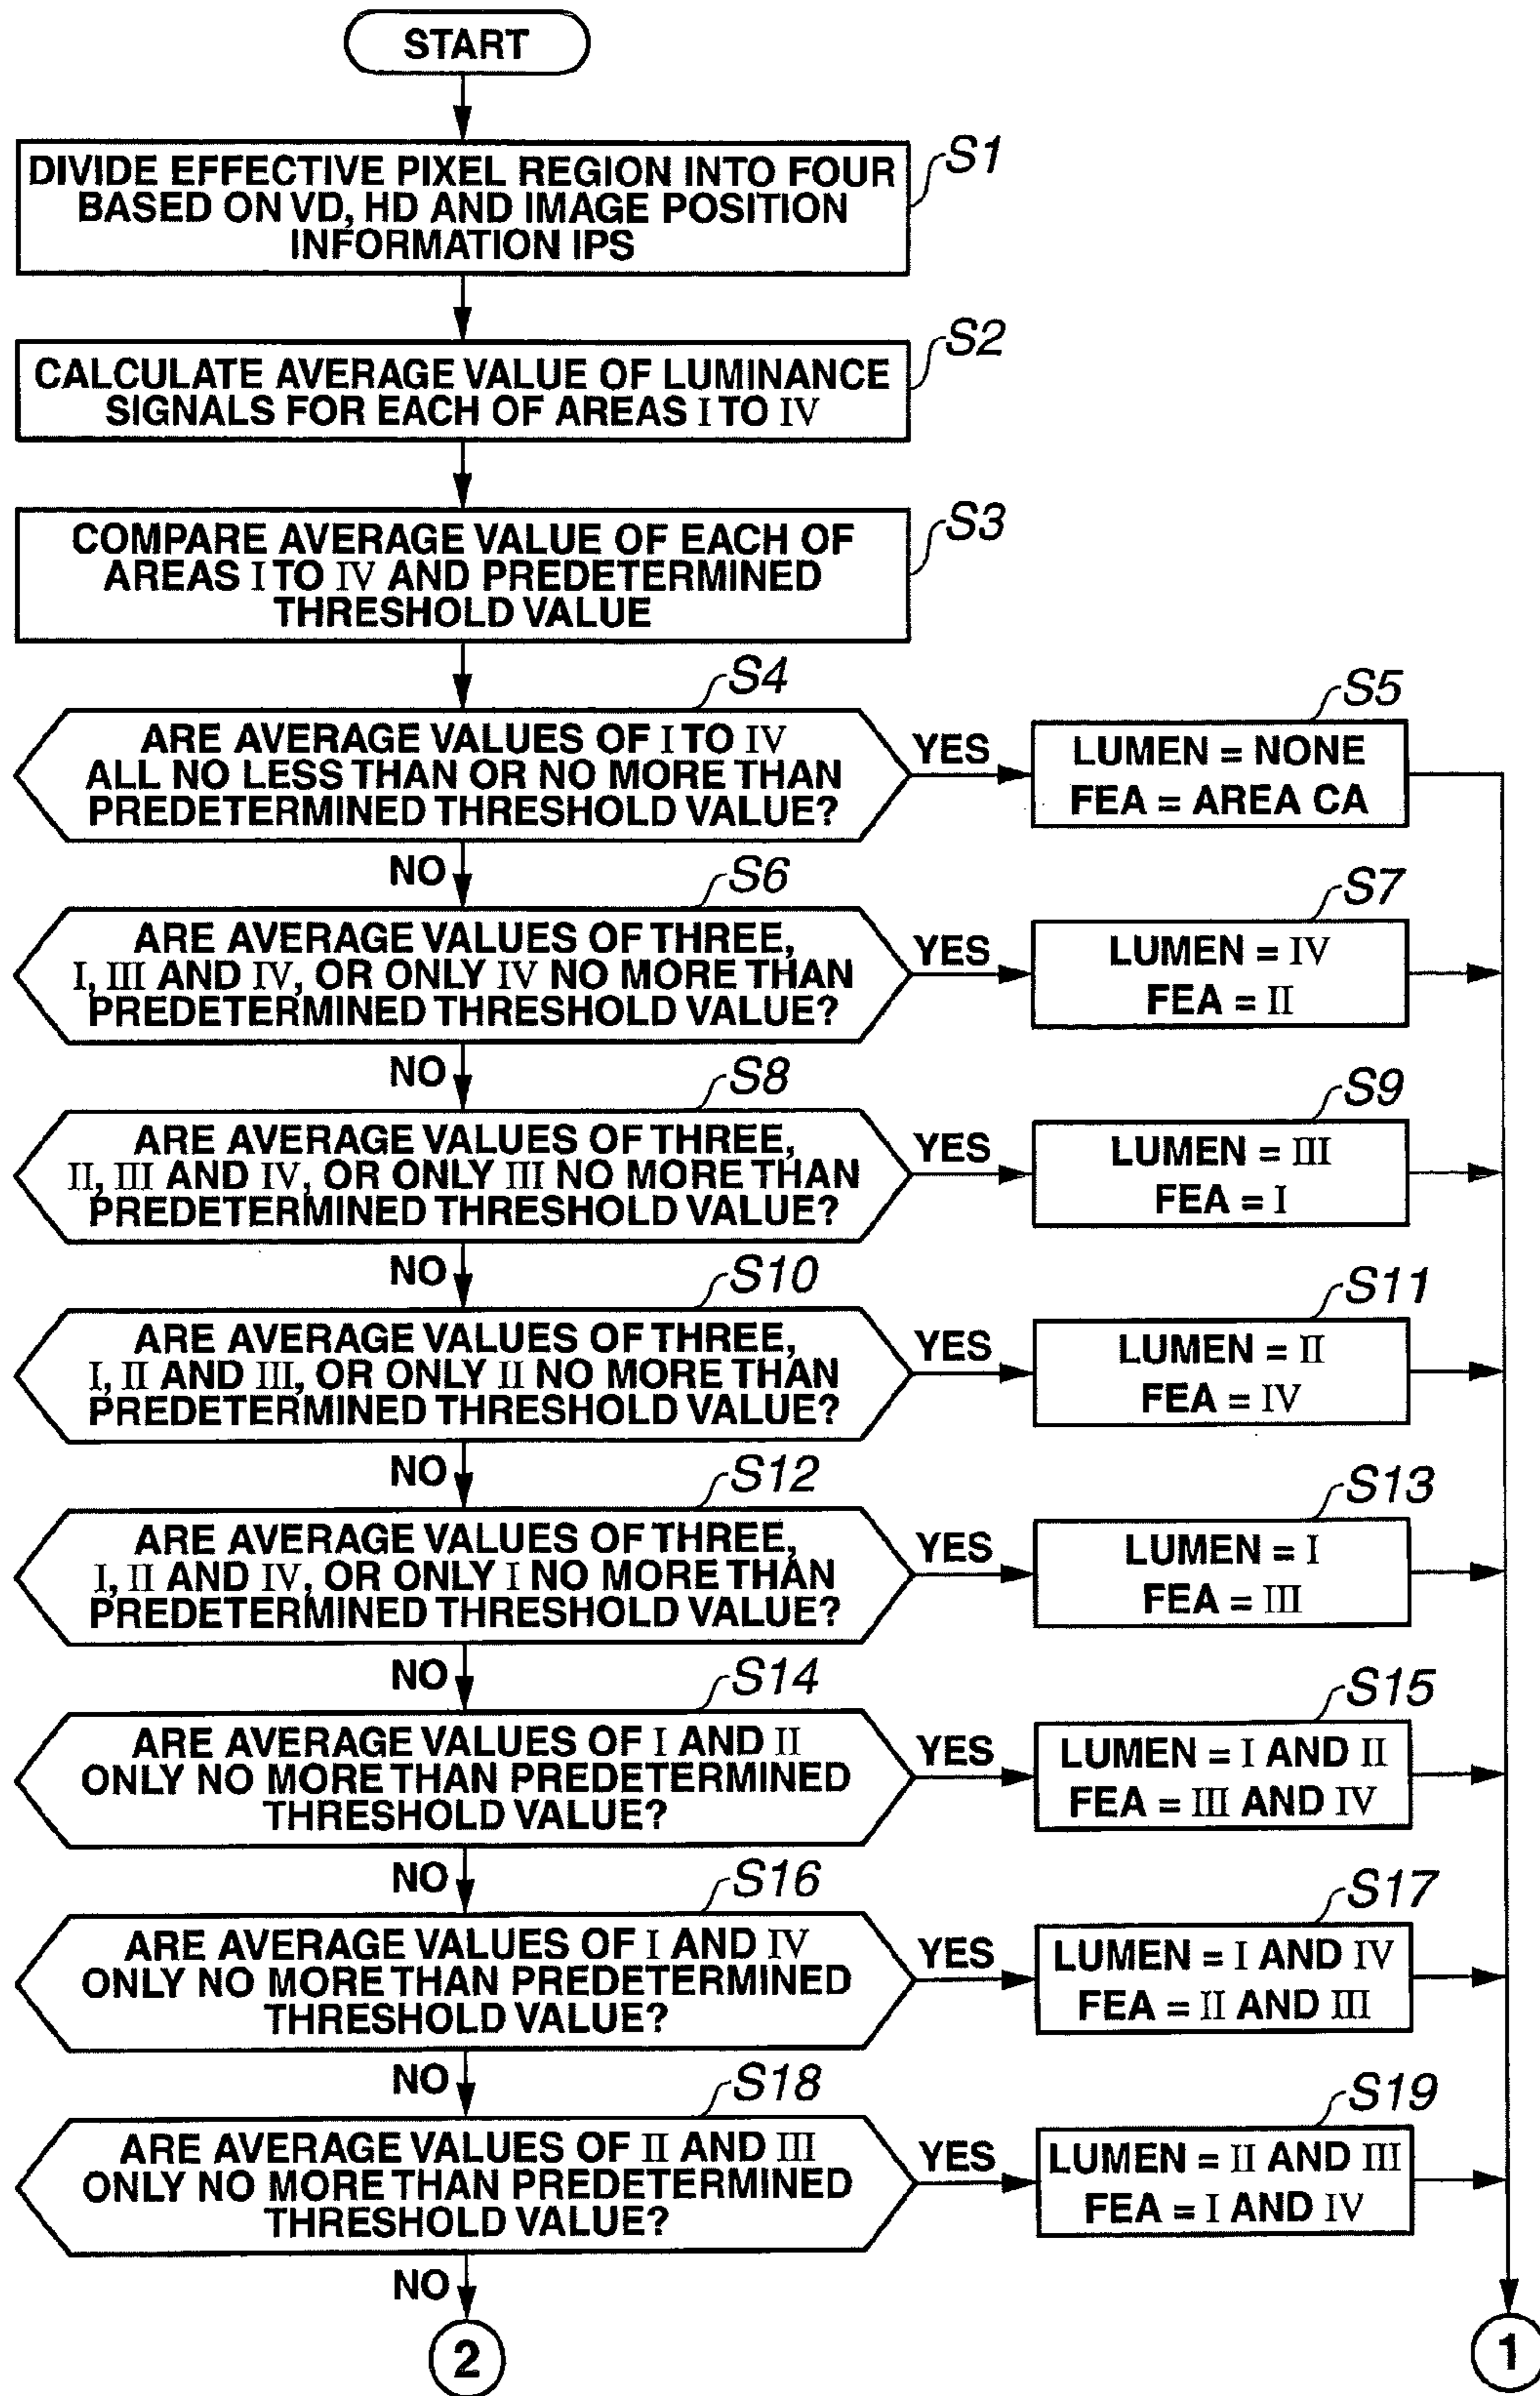 START
S1
DIVIDE EFFECTIVE PIXEL REGION INTO FOUR
BASED ON VD, HD AND IMAGE POSITION
INFORMATION IPS
S2
CALCULATE AVERAGE VALUE OF LUMINANCE
SIGNALS FOR EACH OF AREAS I TO IV
S3
COMPARE AVERAGE VALUE OF EACH OF
AREAS I TO IV AND PREDETERMINED
THRESHOLD VALUE
S4
ARE AVERAGE VALUES OF I TO IV
ALL NO LESS THAN OR NO MORE THAN
PREDETERMINED THRESHOLD VALUE?
YES
S5
LUMEN = NONE
FEA = AREA CA
NO
S6
ARE AVERAGE VALUES OF THREE,
I, III AND IV, OR ONLY IV NO MORE THAN
PREDETERMINED THRESHOLD VALUE?
YES
S7
LUMEN = IV
FEA = II
NO
S8
ARE AVERAGE VALUES OF THREE,
II, III AND IV, OR ONLY III NO MORE THAN
PREDETERMINED THRESHOLD VALUE?
YES
S9
LUMEN = III
FEA = I
NO
S10
ARE AVERAGE VALUES OF THREE,
I, II AND III, OR ONLY II NO MORE THAN
PREDETERMINED THRESHOLD VALUE?
YES
S11
LUMEN = II
FEA = IV
NO
S12
ARE AVERAGE VALUES OF THREE,
I, II AND IV, OR ONLY I NO MORE THAN
PREDETERMINED THRESHOLD VALUE?
YES
S13
LUMEN = I
FEA = III
NO
S14
ARE AVERAGE VALUES OF I AND II
ONLY NO MORE THAN PREDETERMINED
THRESHOLD VALUE?
YES
S15
LUMEN = I AND II
FEA = III AND IV
NO
S16
ARE AVERAGE VALUES OF I AND IV
ONLY NO MORE THAN PREDETERMINED
THRESHOLD VALUE?
YES
S17
LUMEN = I AND IV
FEA = II AND III
NO
S18
ARE AVERAGE VALUES OF II AND III
ONLY NO MORE THAN PREDETERMINED
THRESHOLD VALUE?
YES
S19
LUMEN = II AND III
FEA = I AND IV
NO
2
1